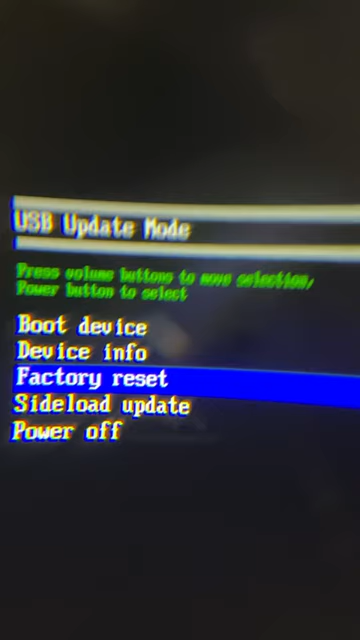 USB Update Mode
Press volume buttons to move selection,
Power button to select
Boot device
Device info
Factory reset
Sideload update
Power off